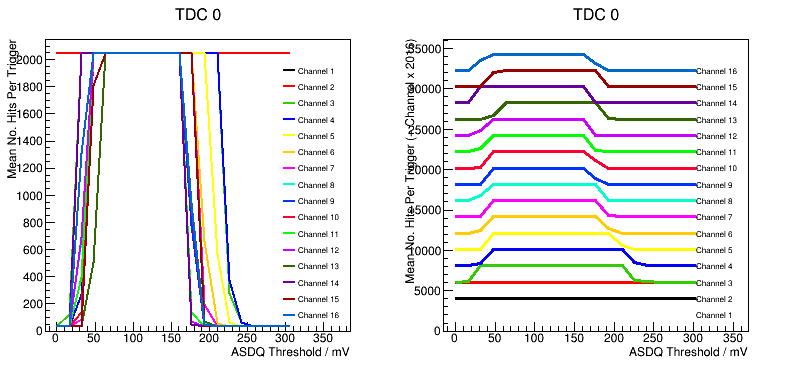 TDC 0
Mean No. Hits Per Trigger
2000
1800
1600
1400
1200
1000
800
600
400
200
0
0 50 100 150 200 250 300 350
ASDQ Threshold / mV
Channel 1
Channel 2
Channel 3
Channel 4
Channel 5
Channel 6
Channel 7
Channel 8
Channel 9
Channel 10
Channel 11
Channel 12
Channel 13
Channel 14
Channel 15
Channel 16
TDC 0
Mean No. Hits Per Trigger (+ Channel x 2016)
35000
30000
25000
20000
15000
10000
5000
0
0 50 100 150 200 250 300 350
ASDQ Threshold / mV
Channel 16
Channel 15
Channel 14
Channel 13
Channel 12
Channel 11
Channel 10
Channel 9
Channel 8
Channel 7
Channel 6
Channel 5
Channel 4
Channel 3
Channel 2
Channel 1